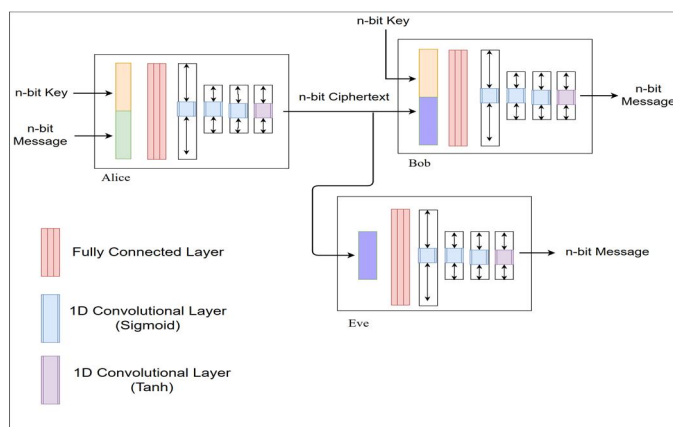 n-bit Key
n-bit Key
n-bit
Message
n-bit Ciphertext
n-bit
Message
Alice
Bob
n-bit Message
Eve
Fully Connected Layer
1D Convolutional Layer
(Sigmoid)
1D Convolutional Layer
(Tanh)